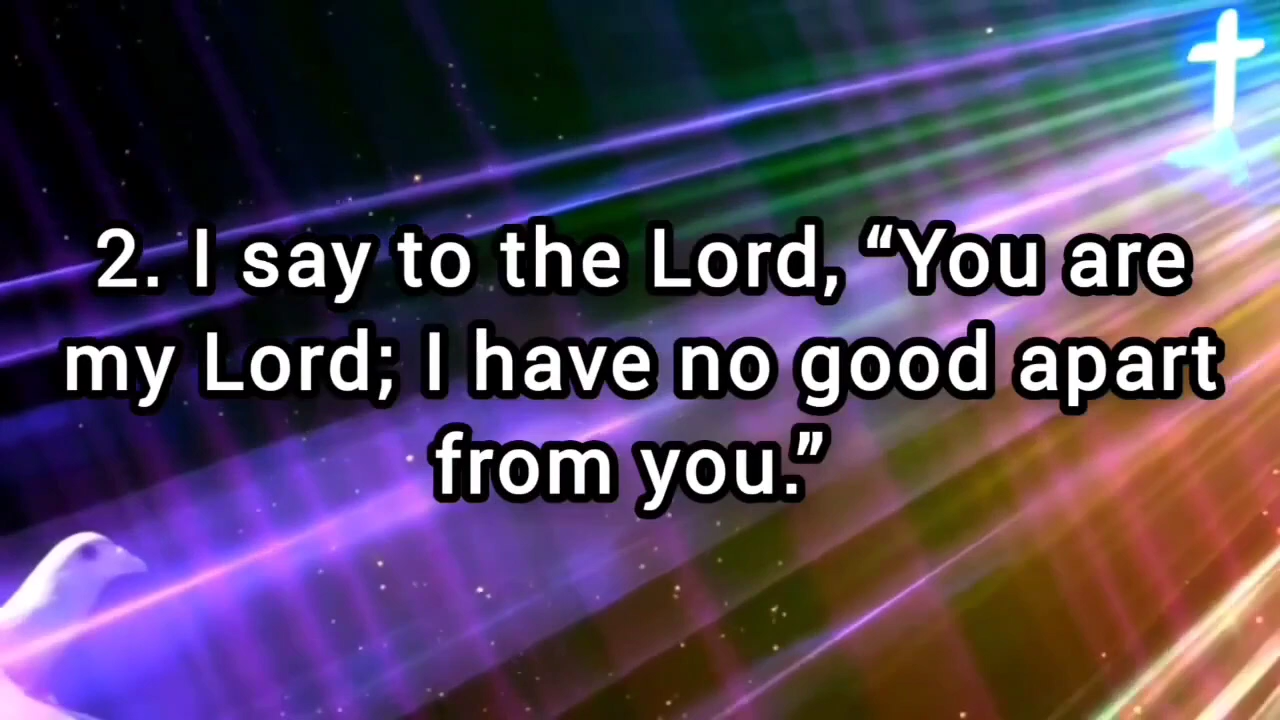 2. I say to the Lord, “You are
my Lord; I have no good apart
from you.”